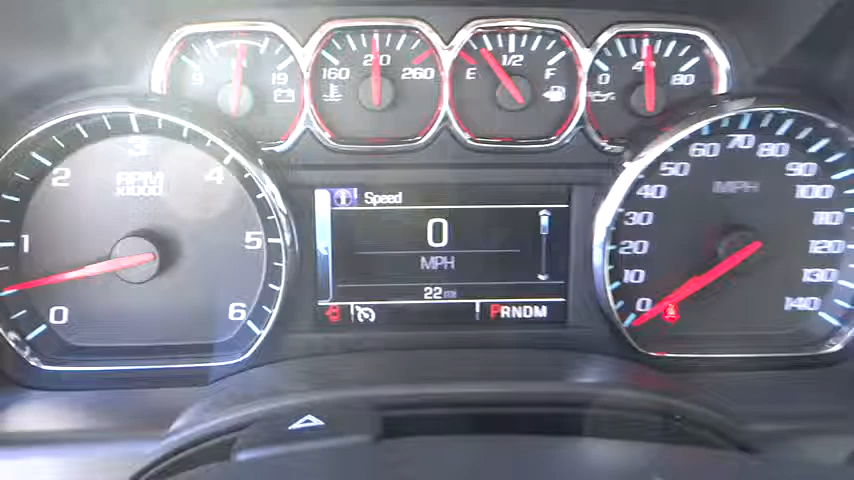 9 19
160 210 260
E 1/2 F
0 40 80
0 1 2 3 4 5 6
RPM
X1000
Speed
0
MPH
22 mi
PRNDM
MPH
0 10 20 30 40 50 60 70 80 90 100 110 120 130 140